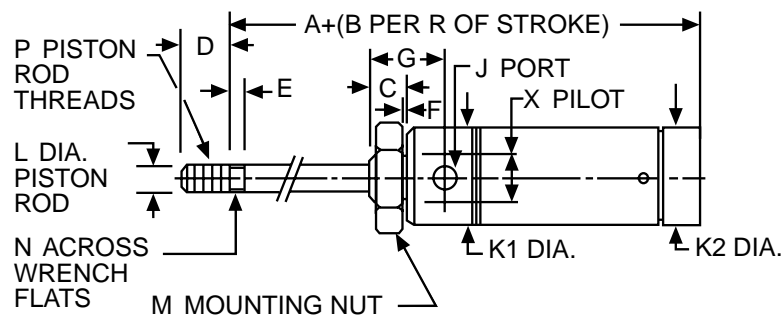 A+(B PER R OF STROKE)
P PISTON
ROD
THREADS
D
G
J PORT
C
E
F
X PILOT
L DIA.
PISTON
ROD
N ACROSS
WRENCH
FLATS
K1 DIA.
K2 DIA.
M MOUNTING NUT